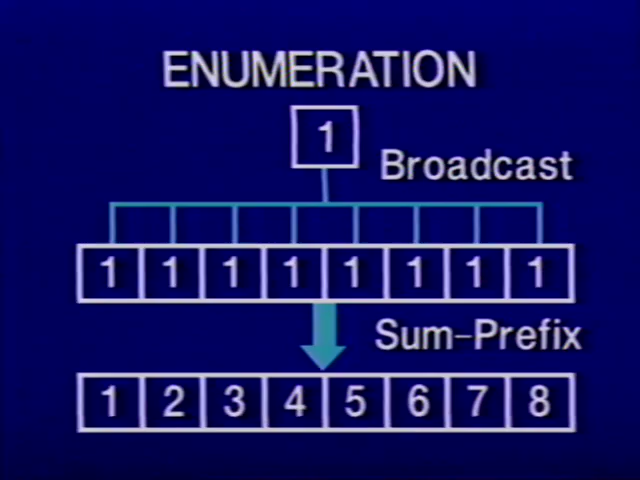 ENUMERATION
1
Broadcast
1 1 1 1 1 1 1 1
Sum-Prefix
1 2 3 4 5 6 7 8